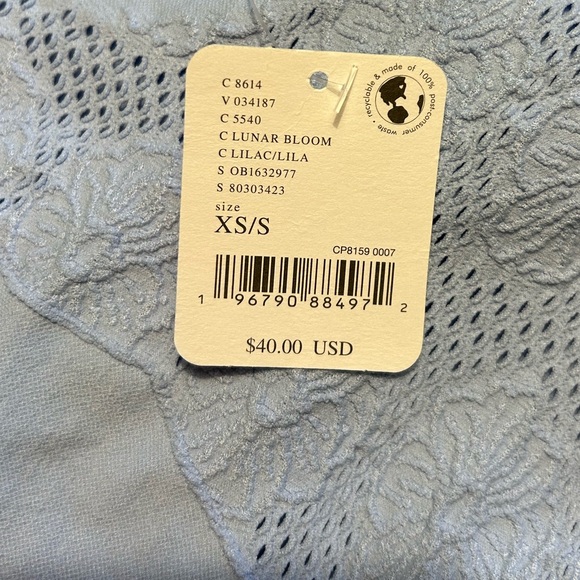 C 8614
V 034187
C 5540
C LUNAR BLOOM
C LILAC/LILA
S OB1632977
S 80303423
size
XS/S
CP8159 0007
1 96790 88497 2
$40.00 USD
recyclable & made of 100% post-consumer waste •